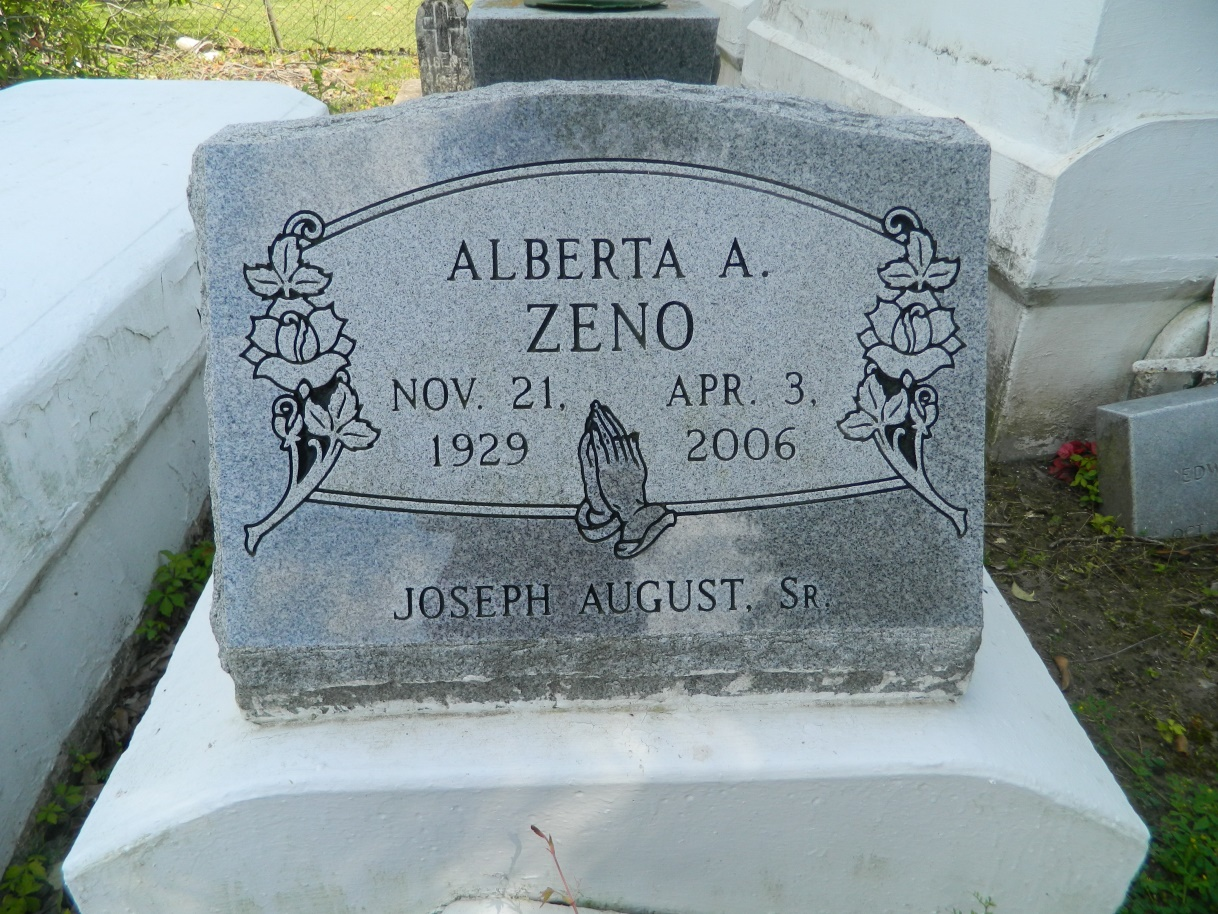 ALBERTA A.
ZENO
NOV. 21,
1929
APR. 3,
2006
JOSEPH AUGUST, SR.